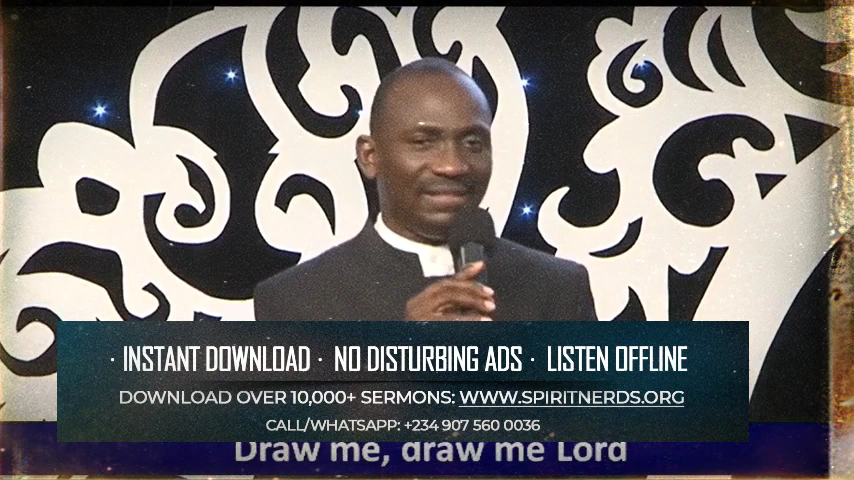 · INSTANT DOWNLOAD · NO DISTURBING ADS · LISTEN OFFLINE
DOWNLOAD OVER 10,000+ SERMONS: WWW.SPIRITNERDS.ORG
CALL/WHATSAPP: +234 907 560 0036
Draw me, draw me Lord